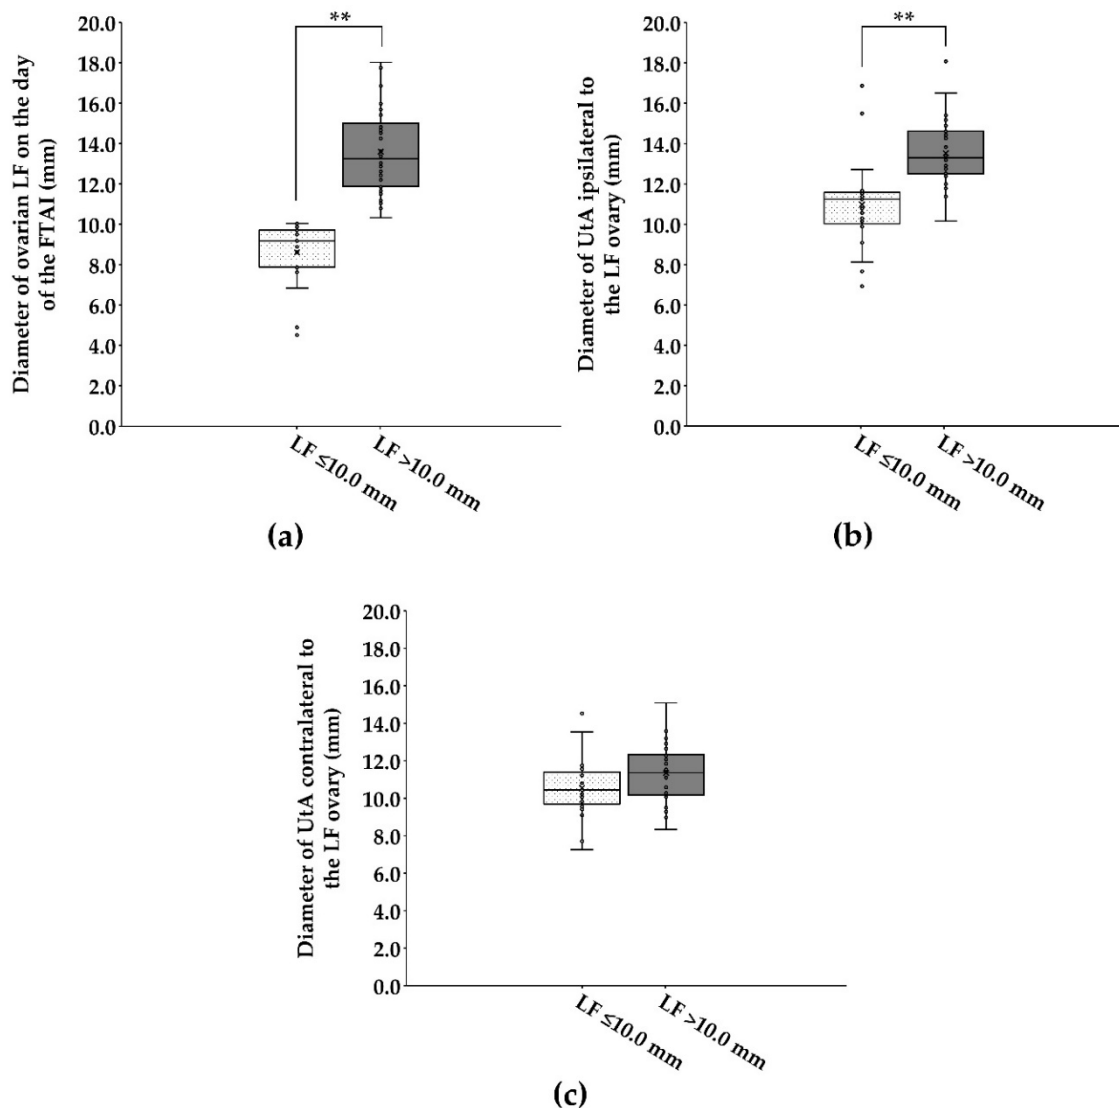 Diameter of ovarian LF on the day
of the FTAI (mm)
20.0
18.0
16.0
14.0
12.0
10.0
8.0
6.0
4.0
2.0
0.0
**
LF ≤10.0 mm
LF >10.0 mm
(a)
Diameter of UtA ipsilateral to
the LF ovary (mm)
20.0
18.0
16.0
14.0
12.0
10.0
8.0
6.0
4.0
2.0
0.0
**
LF ≤10.0 mm
LF >10.0 mm
(b)
Diameter of UtA contralateral to
the LF ovary (mm)
20.0
18.0
16.0
14.0
12.0
10.0
8.0
6.0
4.0
2.0
0.0
LF ≤10.0 mm
LF >10.0 mm
(c)